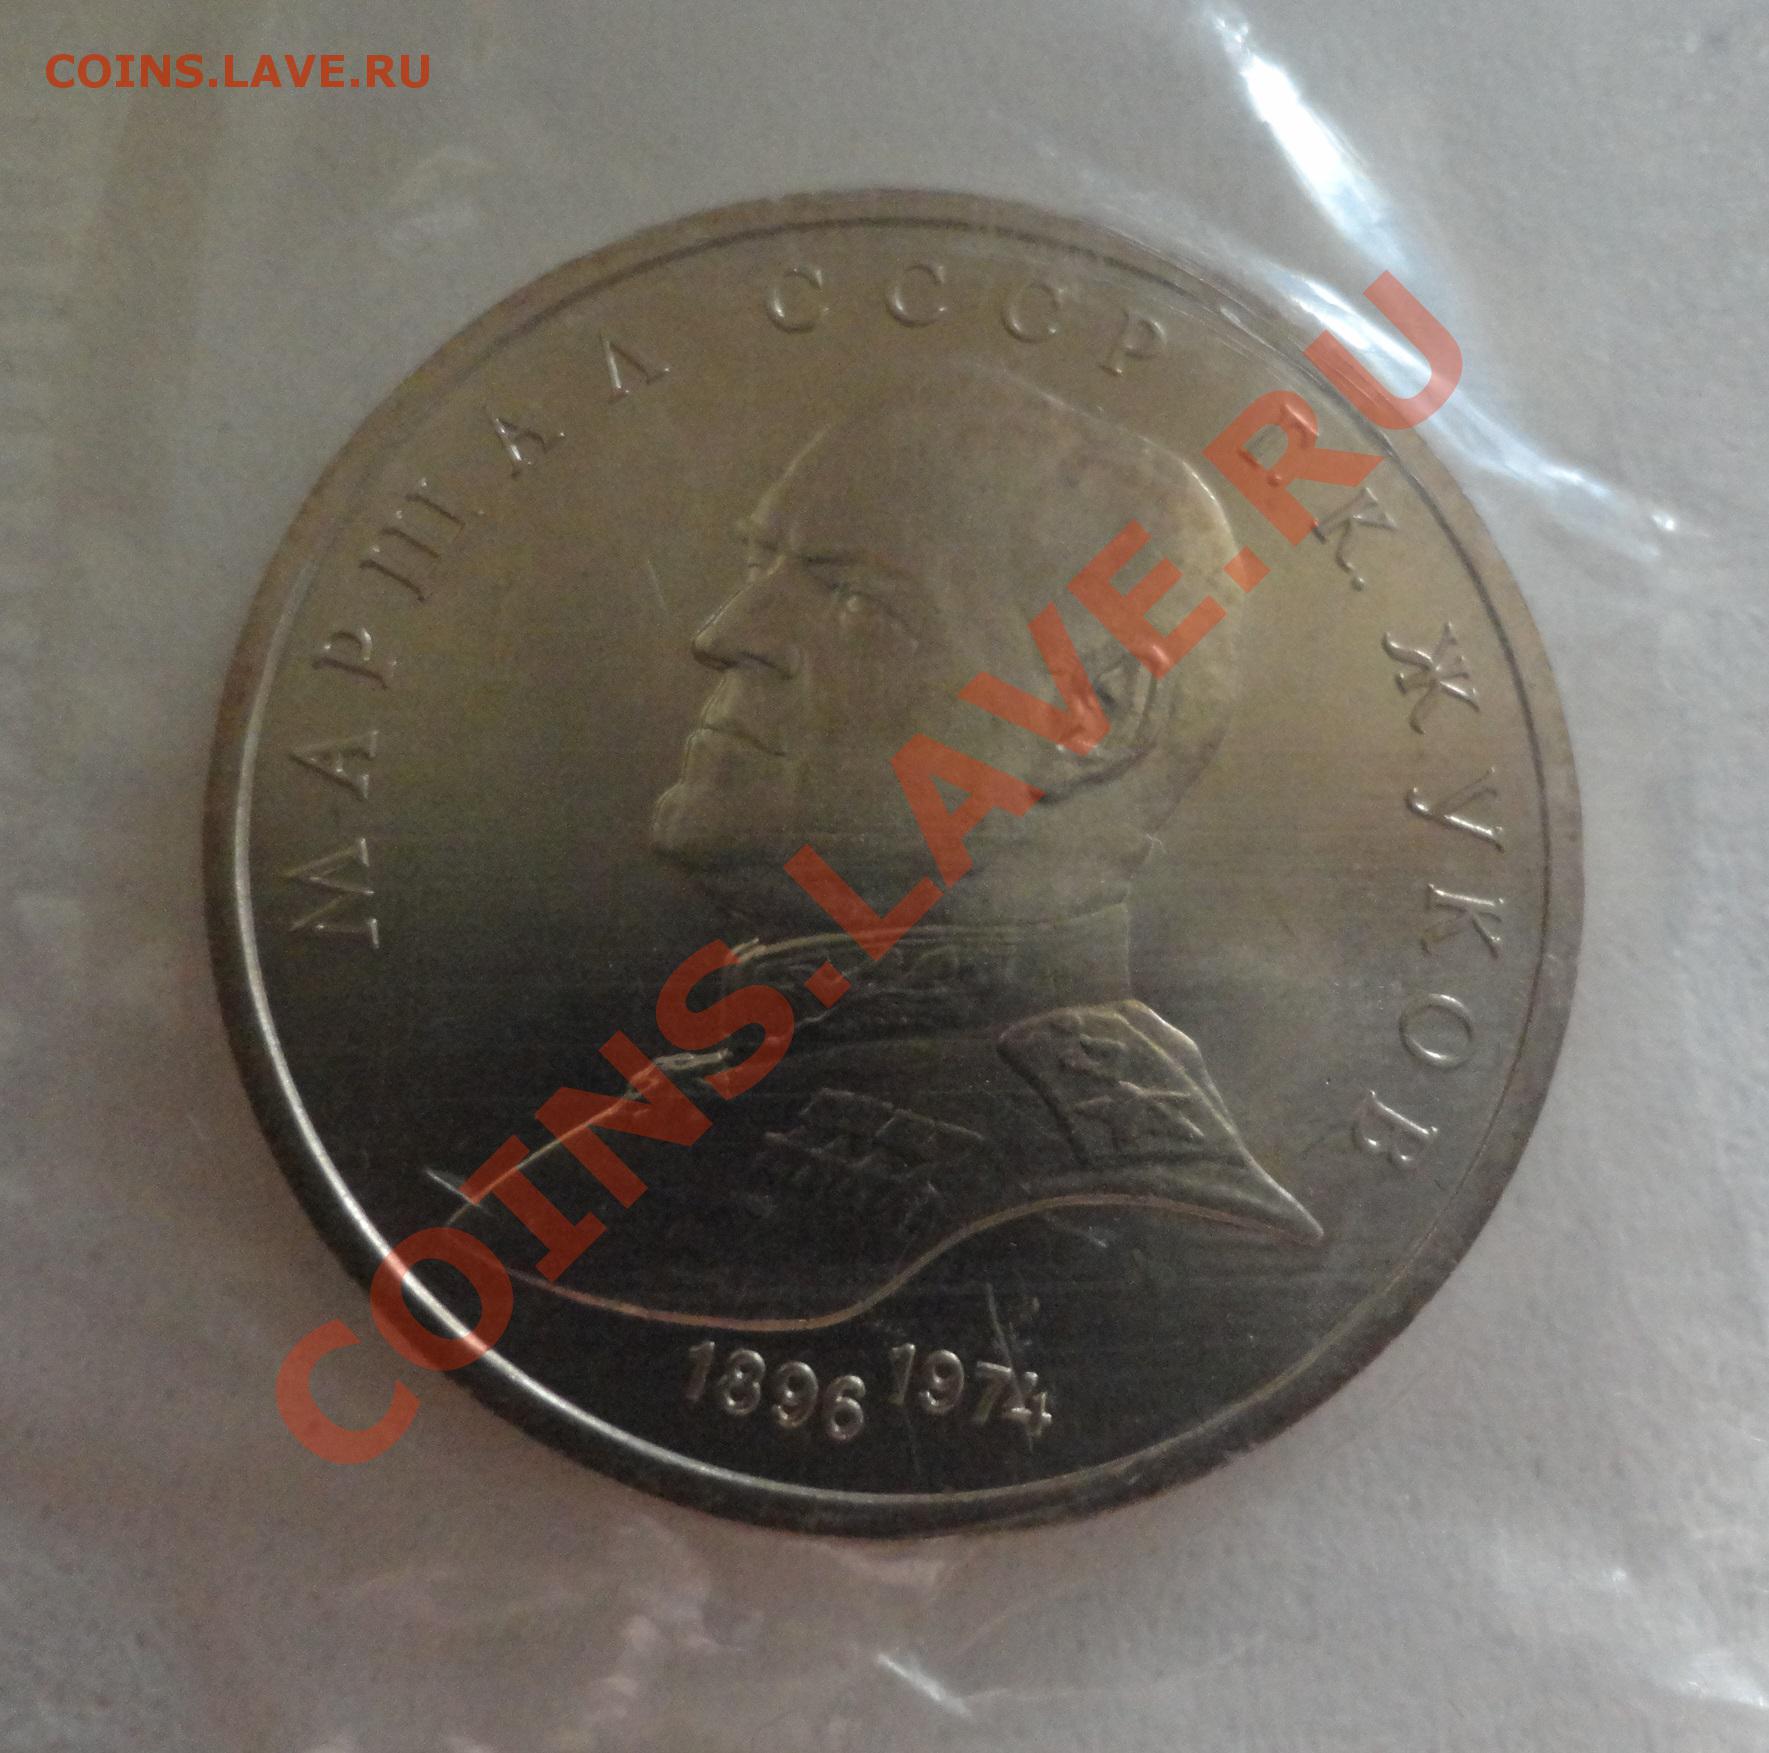 COINS.LAVE.RU
МАРШАЛ СССР Г.К. ЖУКОВ
1896 1974
COINS.LAVE.RU